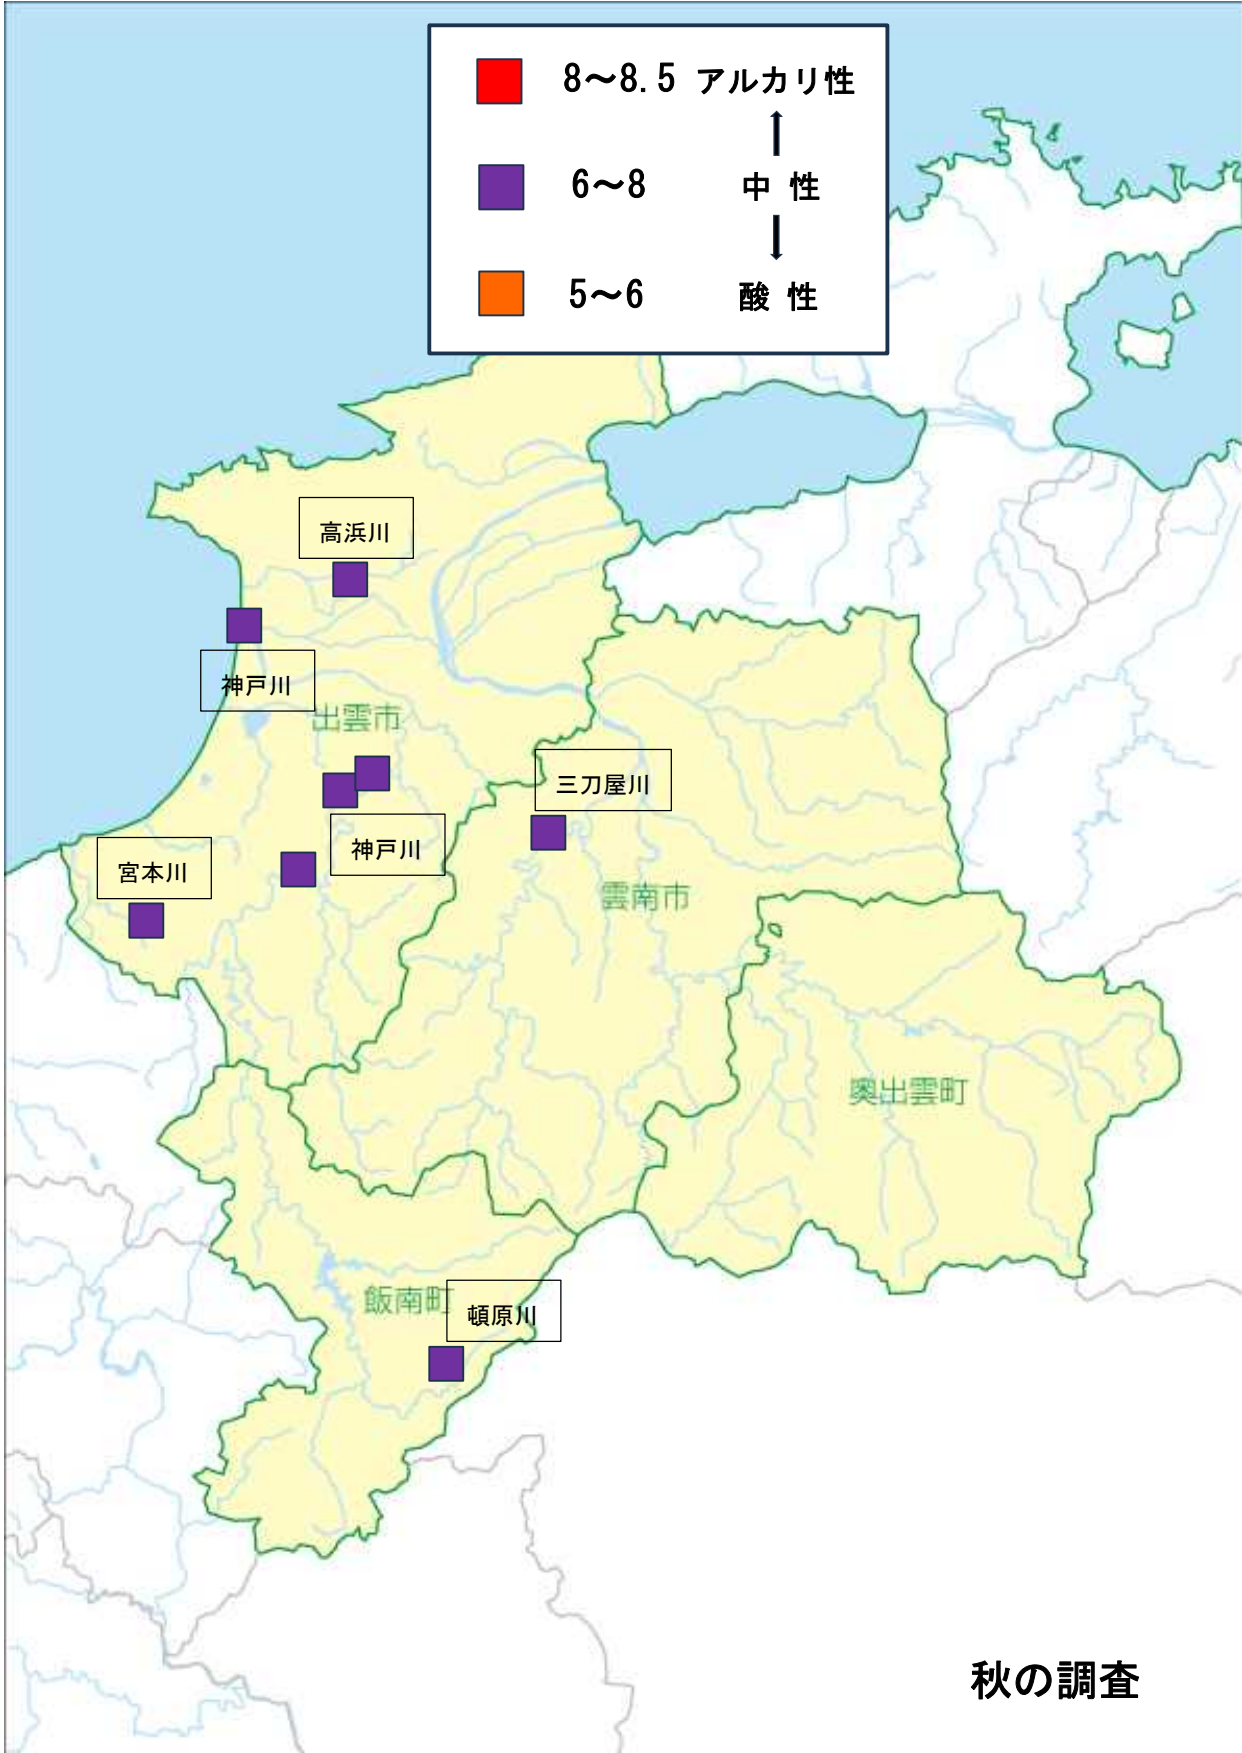 8～8.5 アルカリ性
6～8 中 性
5～6 酸 性
高浜川
神戸川
出雲市
三刀屋川
神戸川
宮本川
雲南市
奥出雲町
飯南町
頓原川
秋の調査